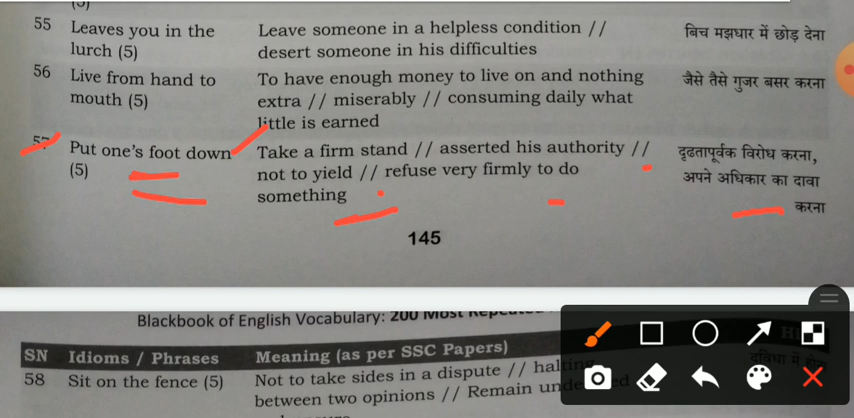 (5)
55 Leaves you in the Leave someone in a helpless condition // बिच मझधार में छोड़ देना
lurch (5) desert someone in his difficulties
56 Live from hand to To have enough money to live on and nothing जैसे तैसे गुजर बसर करना
mouth (5) extra // miserably // consuming daily what
little is earned
57 Put one's foot down Take a firm stand // asserted his authority // दृढतापूर्वक विरोध करना,
(5) not to yield // refuse very firmly to do अपने अधिकार का दावा
something करना
145
Blackbook of English Vocabulary: 200 Most
SN Idioms / Phrases Meaning (as per SSC Papers)
58 Sit on the fence (5) Not to take sides in a dispute // halting
between two opinions // Remain